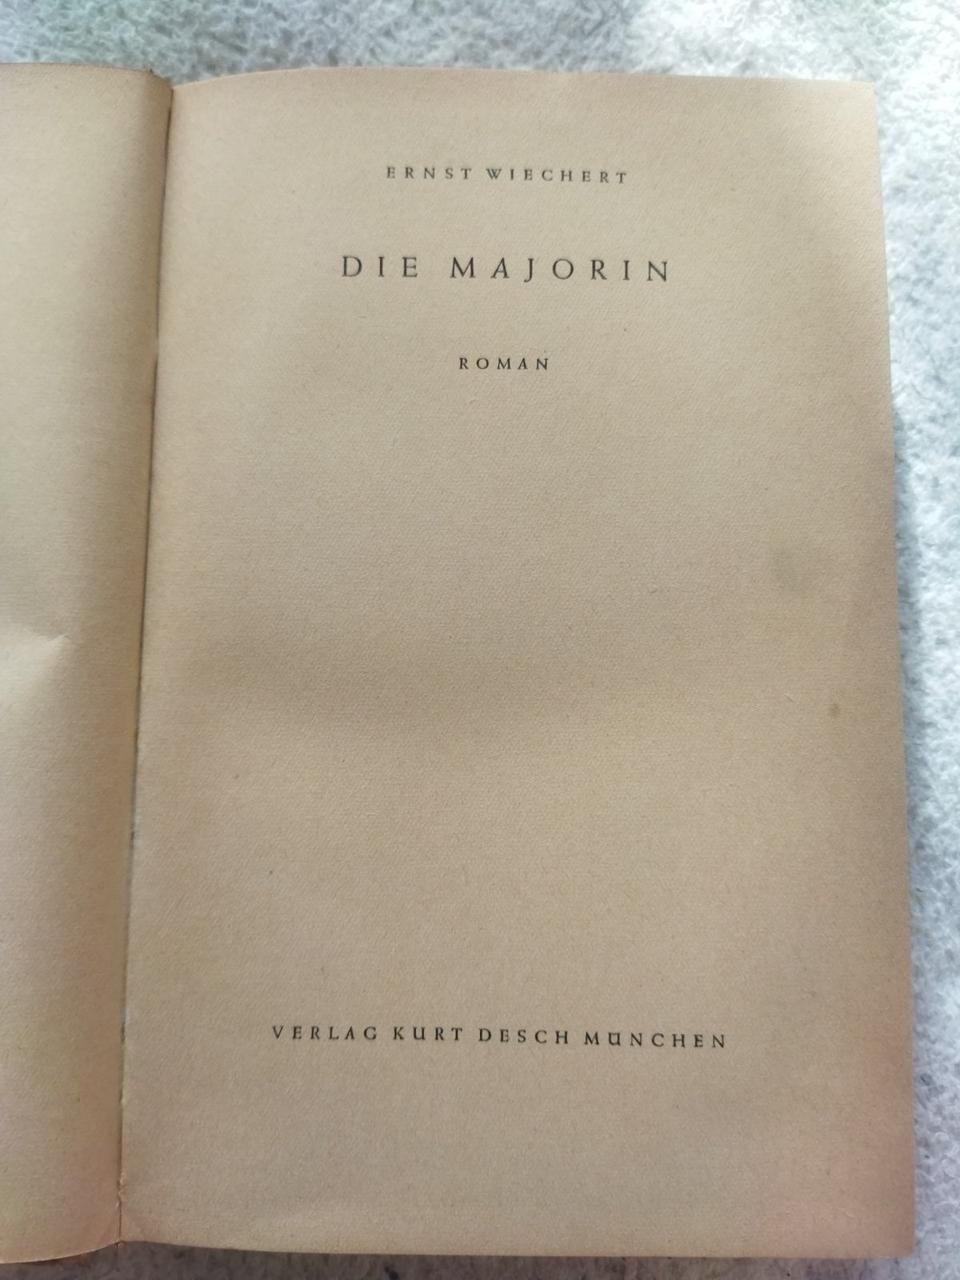 ERNST WIECHERT
DIE MAJORIN
ROMAN
VERLAG KURT DESCH MÜNCHEN